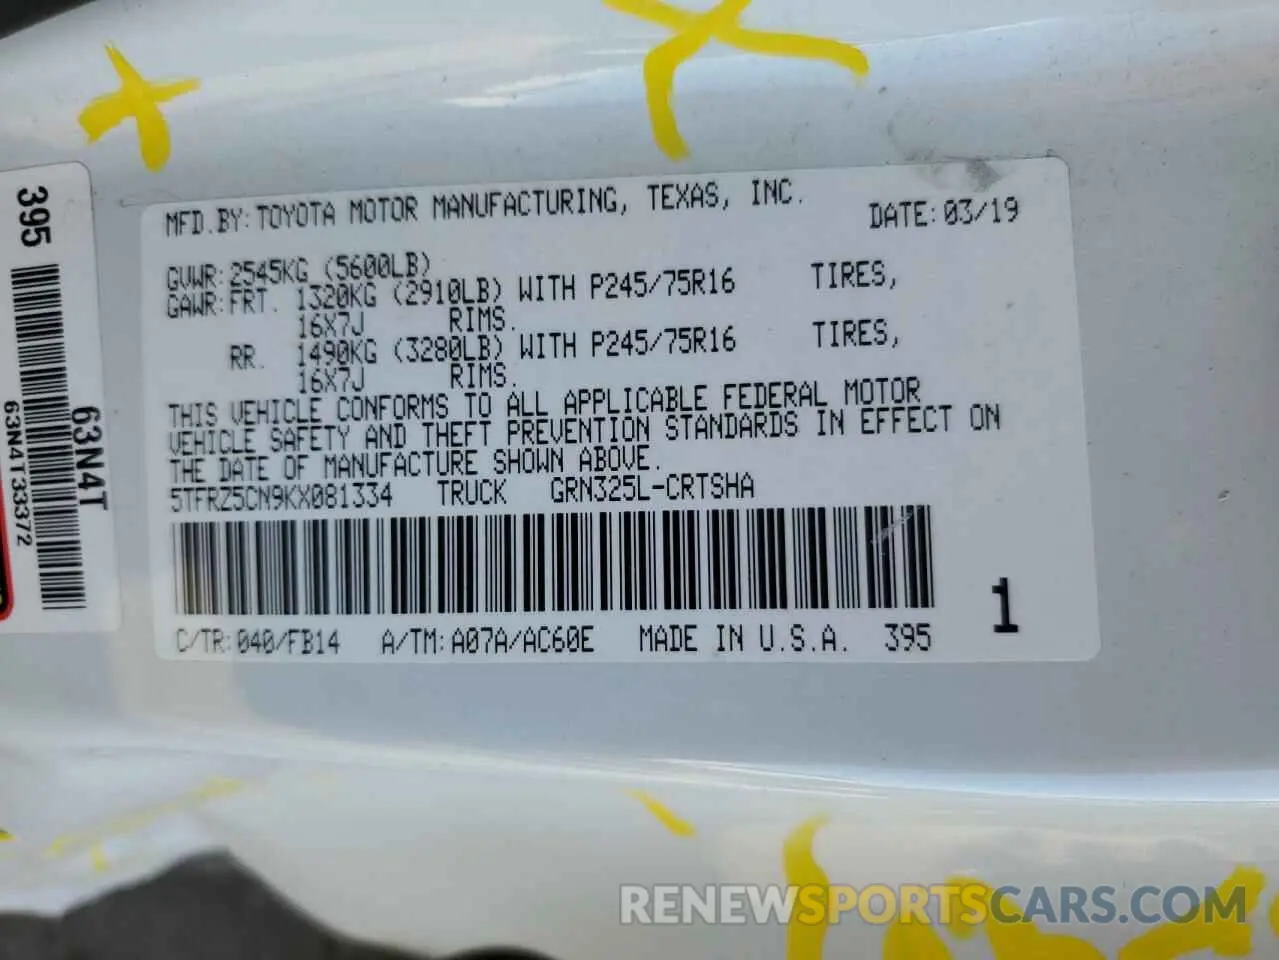 MFD.BY:TOYOTA MOTOR MANUFACTURING, TEXAS, INC.
DATE:03/19
GVWR:2545KG (5600LB)
GAWR:FRT. 1320KG (2910LB) WITH P245/75R16 TIRES,
16X7J RIMS.
RR. 1490KG (3280LB) WITH P245/75R16 TIRES,
16X7J RIMS.
THIS VEHICLE CONFORMS TO ALL APPLICABLE FEDERAL MOTOR
VEHICLE SAFETY AND THEFT PREVENTION STANDARDS IN EFFECT ON
THE DATE OF MANUFACTURE SHOWN ABOVE.
5TFRZ5CN9KX081334 TRUCK GRN325L-CRTSHA
C/TR:040/FB14 A/TM:A07A/AC60E MADE IN U.S.A. 395
1
395
63N4T
63N4T33372
RENEWSPORTSCARS.COM